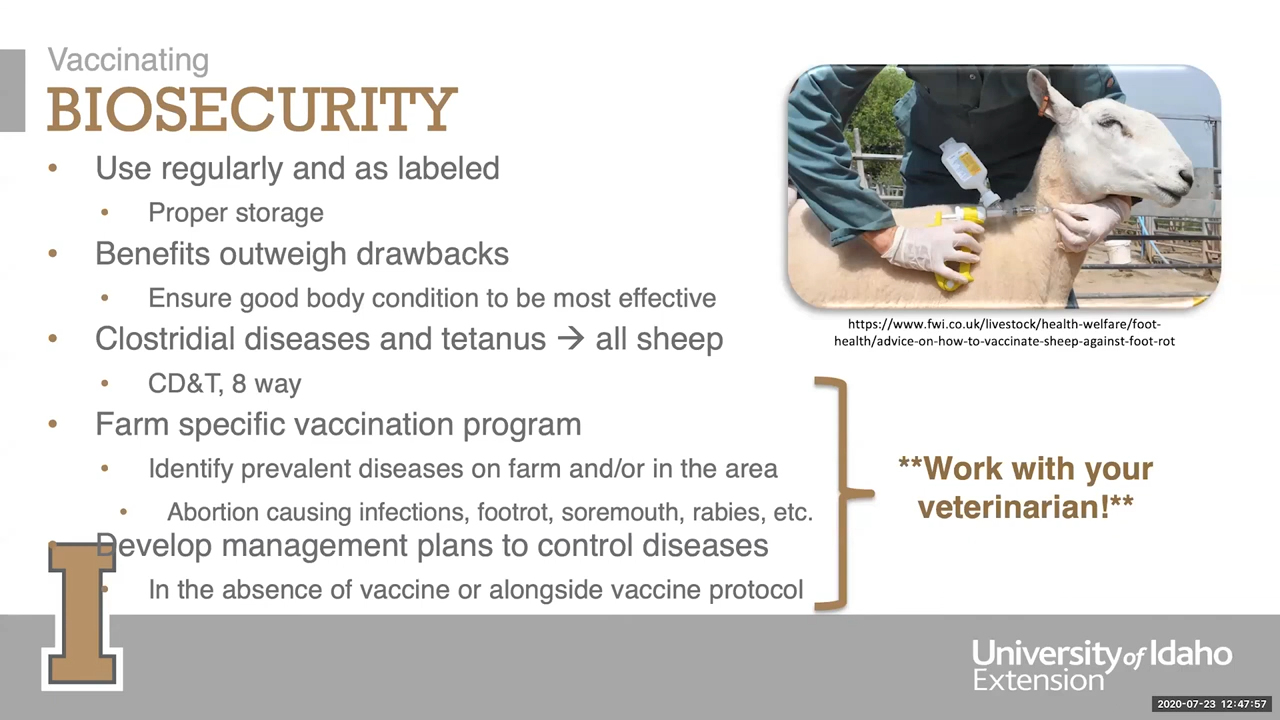 Vaccinating
BIOSECURITY
• Use regularly and as labeled
• Proper storage
• Benefits outweigh drawbacks
• Ensure good body condition to be most effective
• Clostridial diseases and tetanus → all sheep
• CD&T, 8 way
• Farm specific vaccination program
• Identify prevalent diseases on farm and/or in the area
• Abortion causing infections, footrot, soremouth, rabies, etc.
• Develop management plans to control diseases
• In the absence of vaccine or alongside vaccine protocol
https://www.fwi.co.uk/livestock/health-welfare/foot-
health/advice-on-how-to-vaccinate-sheep-against-foot-rot
**Work with your
veterinarian!**
I
University of Idaho
Extension
2020-07-23 12:47:57